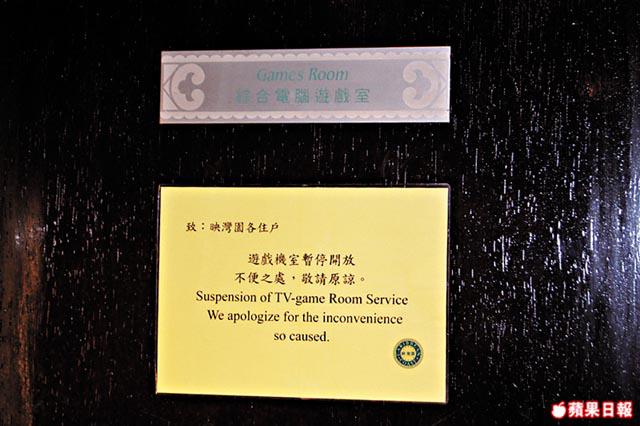 Games Room
綜合電腦遊戲室
致：映灣園各住戶
遊戲機室暫停開放
不便之處，敬請原諒。
Suspension of TV-game Room Service
We apologize for the inconvenience
so caused.
蘋果日報